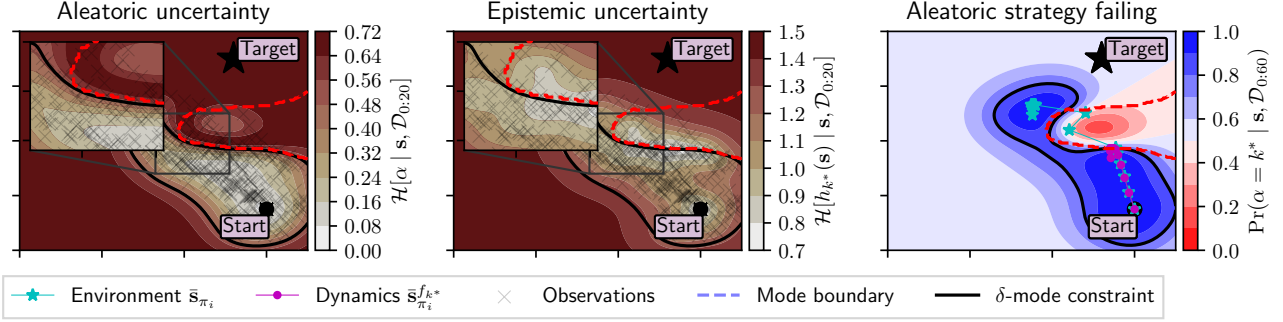 Aleatoric uncertainty
Target
Start
0.72
0.64
0.56
0.48
0.40
0.32
0.24
0.16
0.08
0.00
ℋ[α | s, 𝒟₀:₂₀]
Epistemic uncertainty
Target
Start
1.5
1.4
1.3
1.2
1.1
1.0
0.9
0.8
0.7
ℋ[hₖ*(s) | s, 𝒟₀:₂₀]
Aleatoric strategy failing
Target
Start
1.0
0.8
0.6
0.4
0.2
0.0
Pr(α = k* | s, 𝒟₀:₆₀)
Environment s̄_{π_i} Dynamics s̄_{π_i}^{f_{k*}} Observations Mode boundary δ-mode constraint